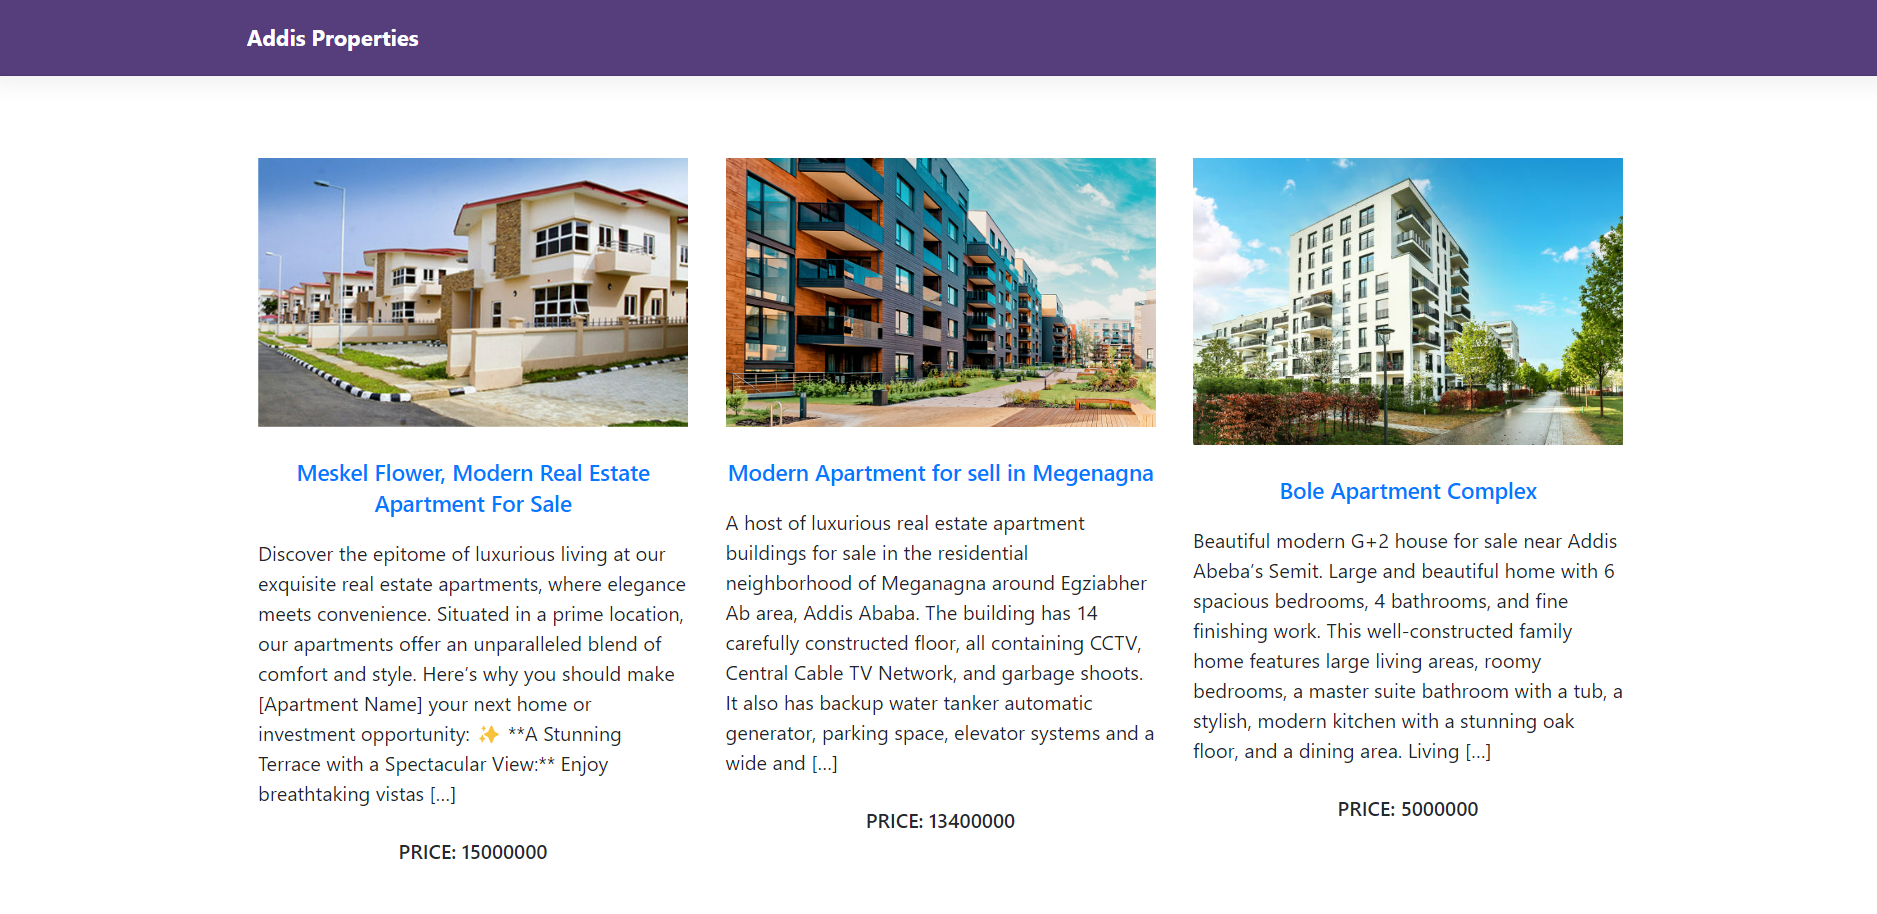 Addis Properties
Meskel Flower, Modern Real Estate
Apartment For Sale
Discover the epitome of luxurious living at our
exquisite real estate apartments, where elegance
meets convenience. Situated in a prime location,
our apartments offer an unparalleled blend of
comfort and style. Here’s why you should make
[Apartment Name] your next home or
investment opportunity: ✨ **A Stunning
Terrace with a Spectacular View:** Enjoy
breathtaking vistas [...]
PRICE: 15000000
Modern Apartment for sell in Megenagna
A host of luxurious real estate apartment
buildings for sale in the residential
neighborhood of Meganagna around Egziabher
Ab area, Addis Ababa. The building has 14
carefully constructed floor, all containing CCTV,
Central Cable TV Network, and garbage shoots.
It also has backup water tanker automatic
generator, parking space, elevator systems and a
wide and [...]
PRICE: 13400000
Bole Apartment Complex
Beautiful modern G+2 house for sale near Addis
Abeba’s Semit. Large and beautiful home with 6
spacious bedrooms, 4 bathrooms, and fine
finishing work. This well-constructed family
home features large living areas, roomy
bedrooms, a master suite bathroom with a tub, a
stylish, modern kitchen with a stunning oak
floor, and a dining area. Living [...]
PRICE: 5000000